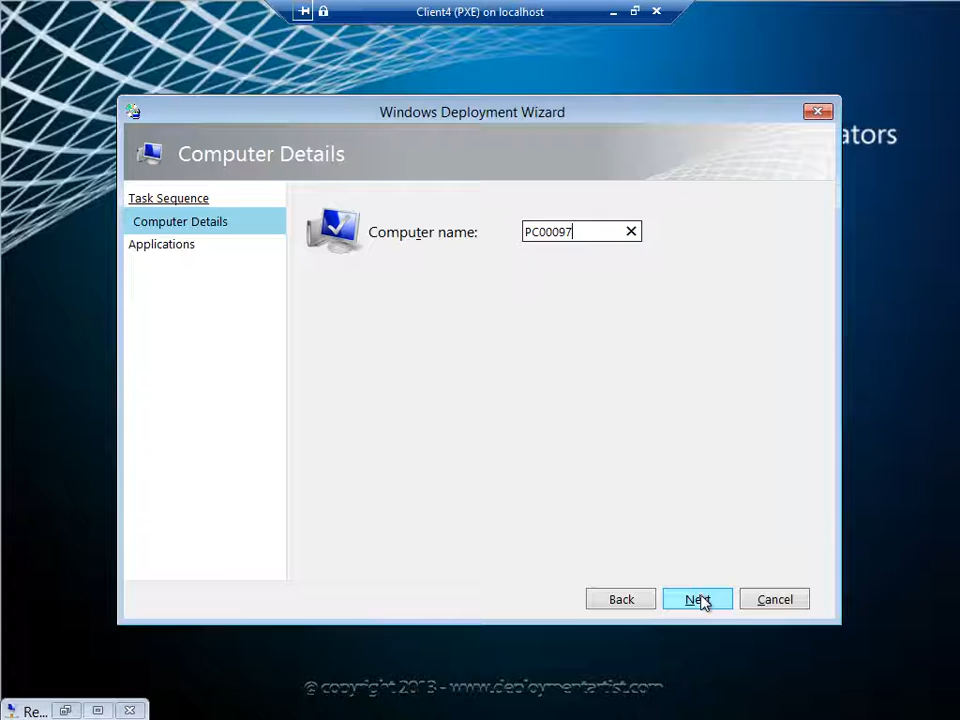 Client4 (PXE) on localhost
ators
Windows Deployment Wizard
Computer Details
Task Sequence
Computer Details
Applications
Computer name:
PC00097
Back
Next
Cancel
© copyright 2013 - www.deploymentartist.com
Re...